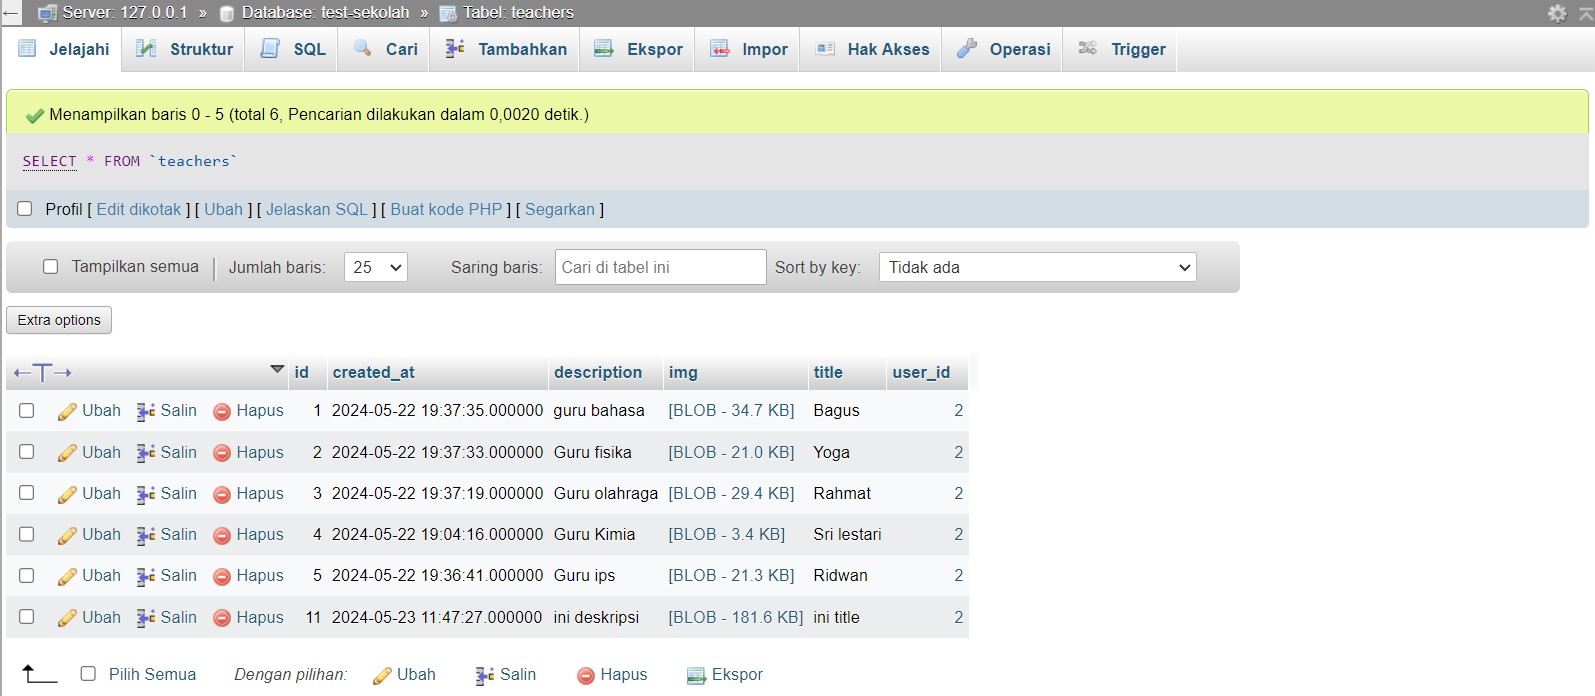 Server: 127.0.0.1 » Database: test-sekolah » Tabel: teachers
Jelajahi Struktur SQL Cari Tambahkan Ekspor Impor Hak Akses Operasi Trigger
Menampilkan baris 0 - 5 (total 6, Pencarian dilakukan dalam 0,0020 detik.)
SELECT * FROM `teachers`
Profil [ Edit dikotak ] [ Ubah ] [ Jelaskan SQL ] [ Buat kode PHP ] [ Segarkan ]
Tampilkan semua | Jumlah baris: 25 Saring baris: Cari di tabel ini Sort by key: Tidak ada
Extra options
←T→ id created_at description img title user_id
Ubah Salin Hapus 1 2024-05-22 19:37:35.000000 guru bahasa [BLOB - 34.7 KB] Bagus 2
Ubah Salin Hapus 2 2024-05-22 19:37:33.000000 Guru fisika [BLOB - 21.0 KB] Yoga 2
Ubah Salin Hapus 3 2024-05-22 19:37:19.000000 Guru olahraga [BLOB - 29.4 KB] Rahmat 2
Ubah Salin Hapus 4 2024-05-22 19:04:16.000000 Guru Kimia [BLOB - 3.4 KB] Sri lestari 2
Ubah Salin Hapus 5 2024-05-22 19:36:41.000000 Guru ips [BLOB - 21.3 KB] Ridwan 2
Ubah Salin Hapus 11 2024-05-23 11:47:27.000000 ini deskripsi [BLOB - 181.6 KB] ini title 2
Pilih Semua Dengan pilihan: Ubah Salin Hapus Ekspor